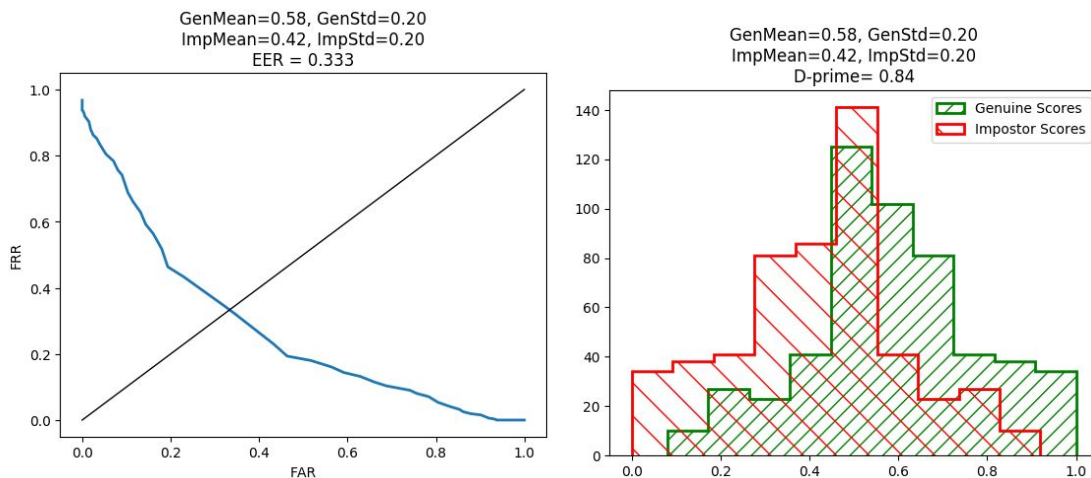 GenMean=0.58, GenStd=0.20
ImpMean=0.42, ImpStd=0.20
EER = 0.333
1.0
0.8
0.6
0.4
0.2
0.0
FRR
0.0 0.2 0.4 0.6 0.8 1.0
FAR
GenMean=0.58, GenStd=0.20
ImpMean=0.42, ImpStd=0.20
D-prime= 0.84
Genuine Scores
Impostor Scores
140
120
100
80
60
40
20
0
0.0 0.2 0.4 0.6 0.8 1.0